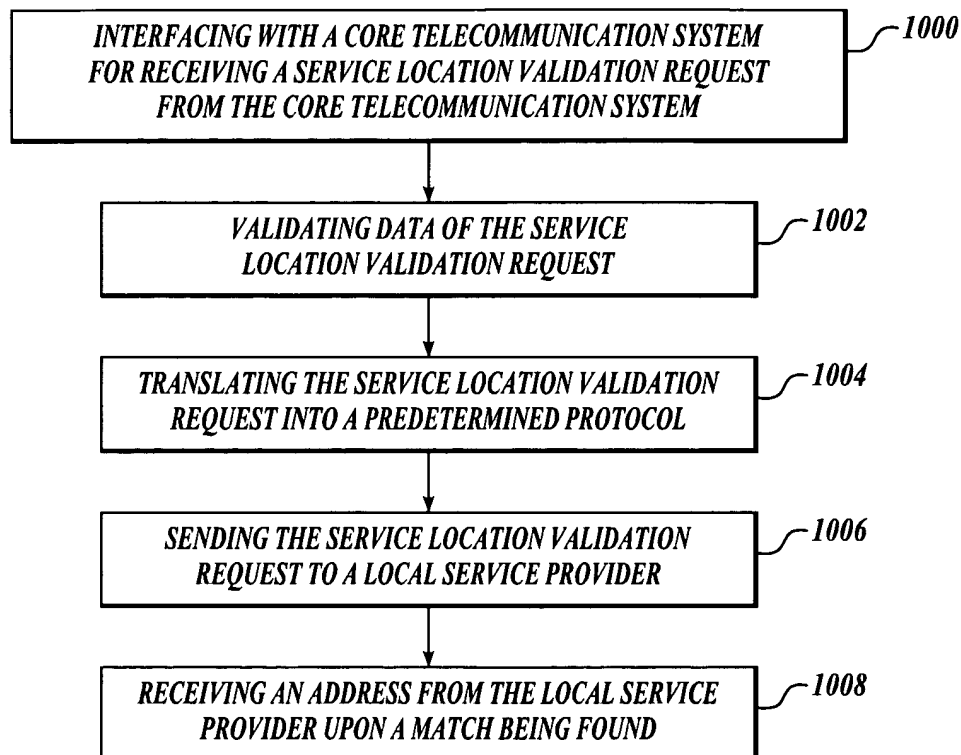 INTERFACING WITH A CORE TELECOMMUNICATION SYSTEM
FOR RECEIVING A SERVICE LOCATION VALIDATION REQUEST
FROM THE CORE TELECOMMUNICATION SYSTEM
1000
VALIDATING DATA OF THE SERVICE
LOCATION VALIDATION REQUEST
1002
TRANSLATING THE SERVICE LOCATION VALIDATION
REQUEST INTO A PREDETERMINED PROTOCOL
1004
SENDING THE SERVICE LOCATION VALIDATION
REQUEST TO A LOCAL SERVICE PROVIDER
1006
RECEIVING AN ADDRESS FROM THE LOCAL SERVICE
PROVIDER UPON A MATCH BEING FOUND
1008